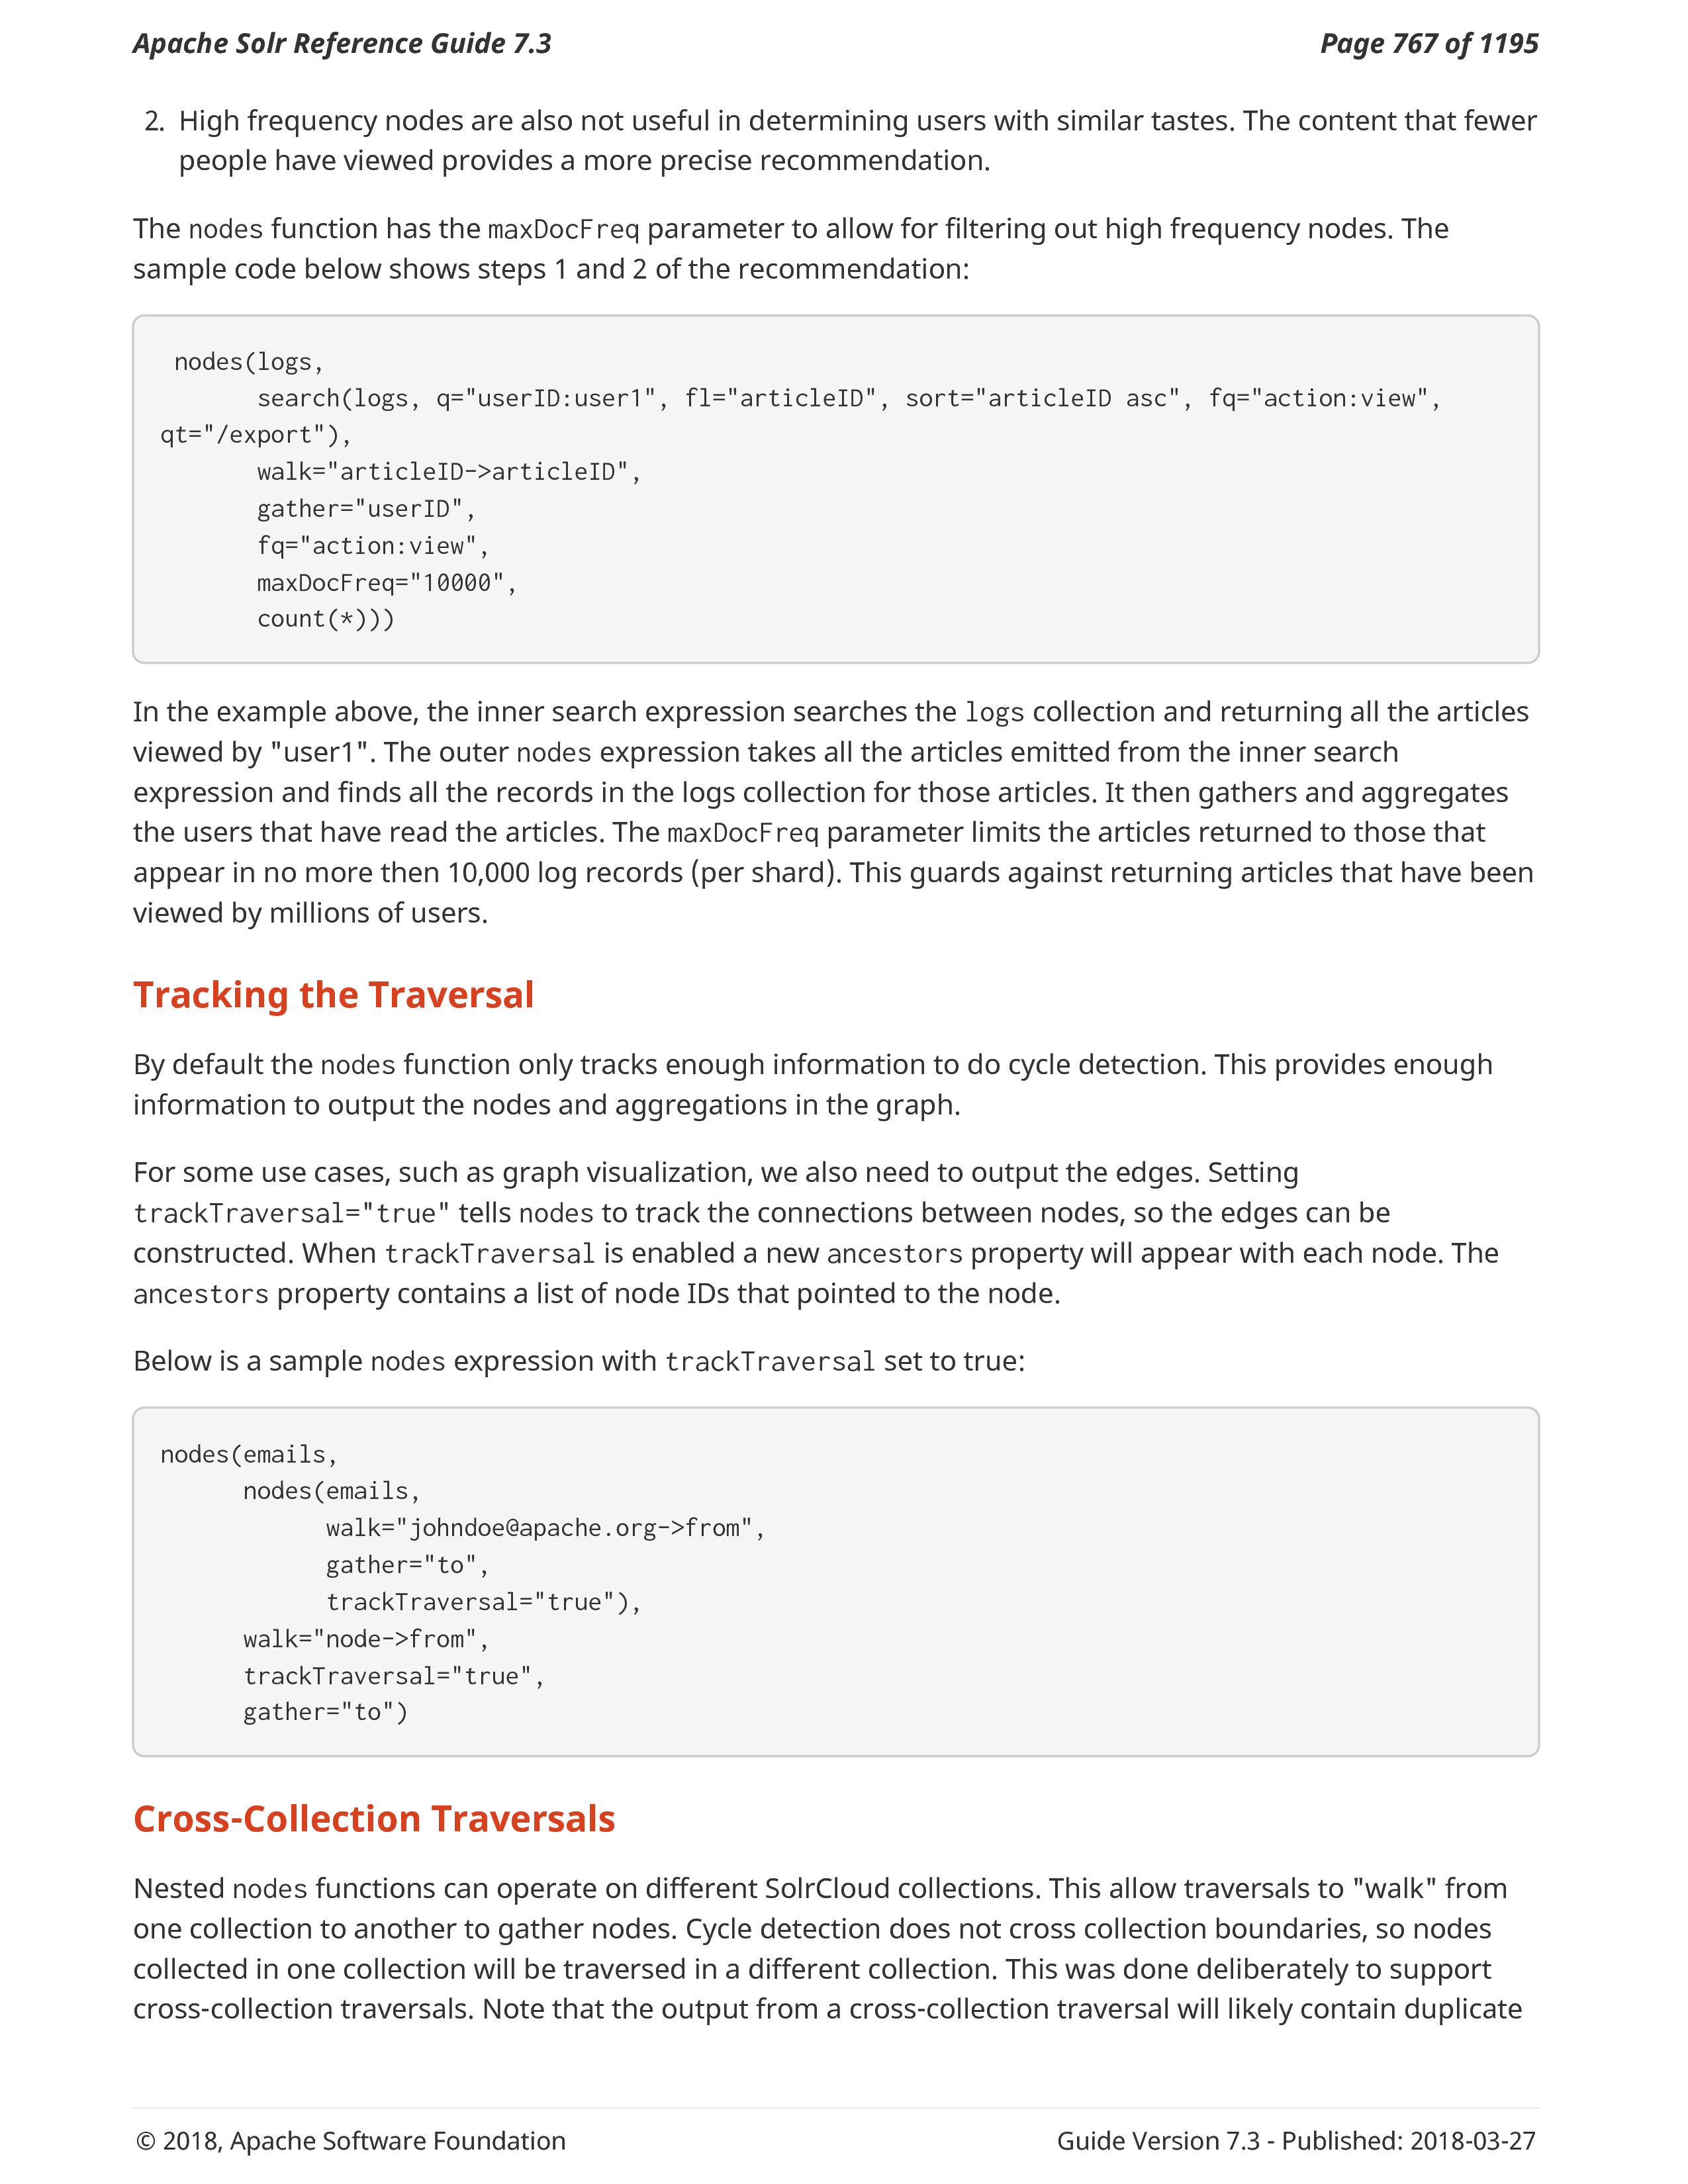 Apache Solr Reference Guide 7.3
Page 767 of 1195
2. High frequency nodes are also not useful in determining users with similar tastes. The content that fewer
people have viewed provides a more precise recommendation.
The nodes function has the maxDocFreq parameter to allow for filtering out high frequency nodes. The
sample code below shows steps 1 and 2 of the recommendation:
nodes(logs,
search(logs, q="userID:user1", fl="articleID", sort="articleID asc", fq="action:view",
qt="/export"),
walk="articleID->articleID",
gather="userID",
fq="action:view",
maxDocFreq="10000",
count(*)))
In the example above, the inner search expression searches the logs collection and returning all the articles
viewed by "user1". The outer nodes expression takes all the articles emitted from the inner search
expression and finds all the records in the logs collection for those articles. It then gathers and aggregates
the users that have read the articles. The maxDocFreq parameter limits the articles returned to those that
appear in no more then 10,000 log records (per shard). This guards against returning articles that have been
viewed by millions of users.
Tracking the Traversal
By default the nodes function only tracks enough information to do cycle detection. This provides enough
information to output the nodes and aggregations in the graph.
For some use cases, such as graph visualization, we also need to output the edges. Setting
trackTraversal="true" tells nodes to track the connections between nodes, so the edges can be
constructed. When trackTraversal is enabled a new ancestors property will appear with each node. The
ancestors property contains a list of node IDs that pointed to the node.
Below is a sample nodes expression with trackTraversal set to true:
nodes(emails,
nodes(emails,
walk="johndoe@apache.org->from",
gather="to",
trackTraversal="true"),
walk="node->from",
trackTraversal="true",
gather="to")
Cross-Collection Traversals
Nested nodes functions can operate on different SolrCloud collections. This allow traversals to "walk" from
one collection to another to gather nodes. Cycle detection does not cross collection boundaries, so nodes
collected in one collection will be traversed in a different collection. This was done deliberately to support
cross-collection traversals. Note that the output from a cross-collection traversal will likely contain duplicate
© 2018, Apache Software Foundation
Guide Version 7.3 - Published: 2018-03-27